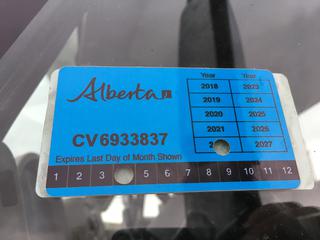 Alberta
Year Year
2018 2023
2019 2024
2020 2025
2021 2026
2027
CV6933837
Expires Last Day of Month Shown
1 2 3 5 6 7 8 9 10 11 12